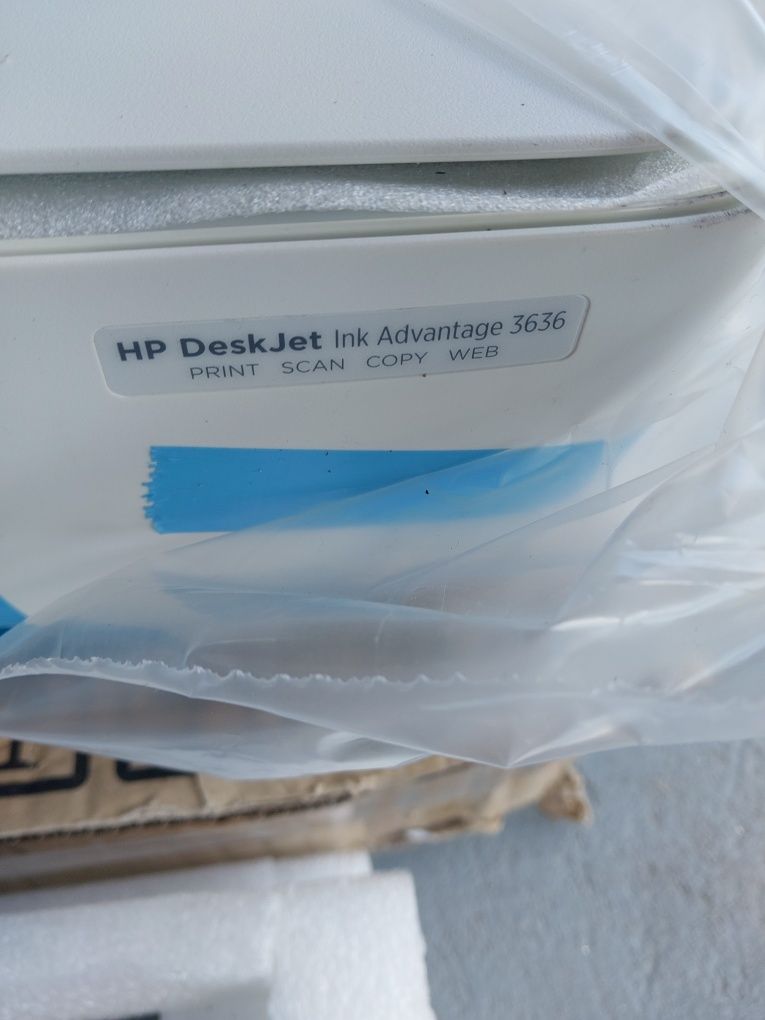 HP DeskJet Ink Advantage 3636
PRINT SCAN COPY WEB